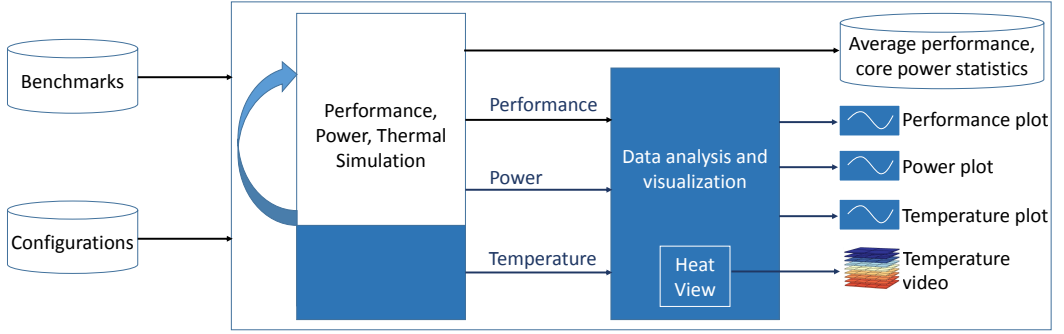 Benchmarks
Configurations
Performance,
Power, Thermal
Simulation
Performance
Power
Temperature
Data analysis and
visualization
Heat
View
Average performance,
core power statistics
Performance plot
Power plot
Temperature plot
Temperature
video